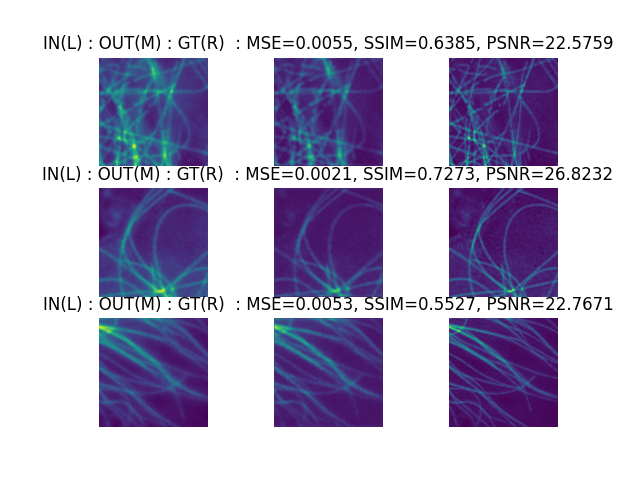 IN(L) : OUT(M) : GT(R)  : MSE=0.0055, SSIM=0.6385, PSNR=22.5759
IN(L) : OUT(M) : GT(R)  : MSE=0.0021, SSIM=0.7273, PSNR=26.8232
IN(L) : OUT(M) : GT(R)  : MSE=0.0053, SSIM=0.5527, PSNR=22.7671